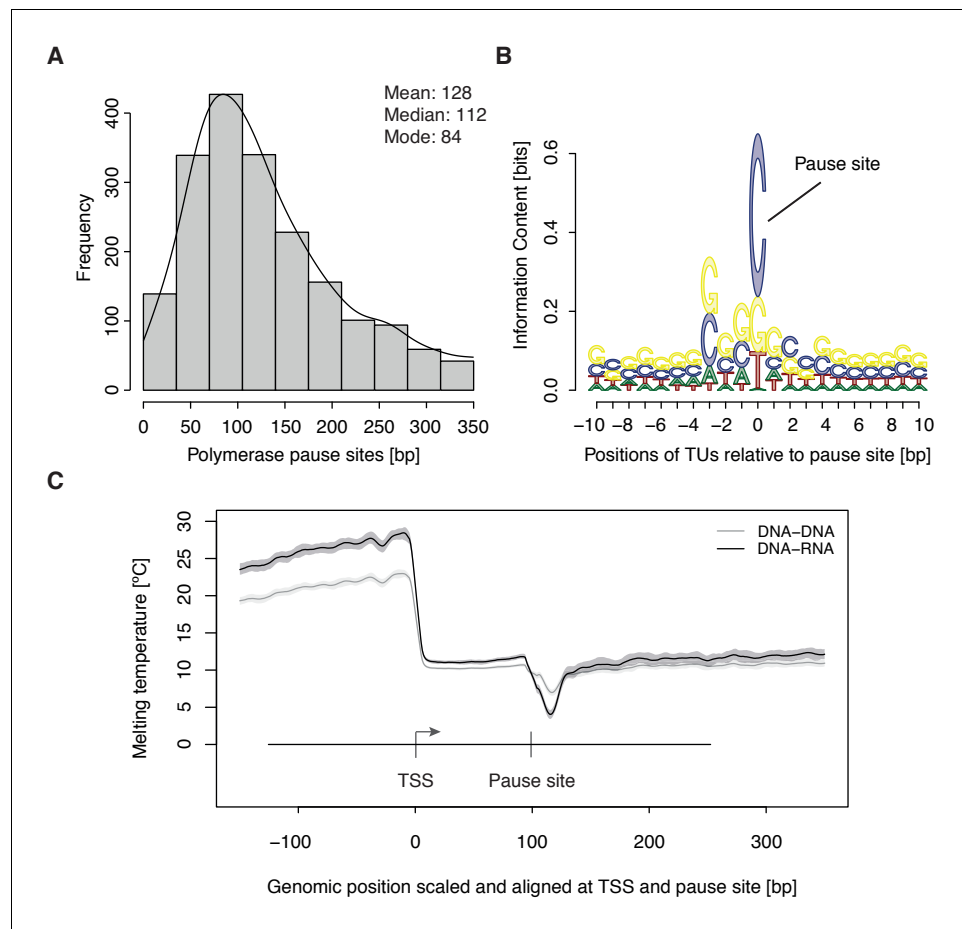 A
Mean: 128
Median: 112
Mode: 84
Frequency
0 100 200 300 400
0 50 100 150 200 250 300 350
Polymerase pause sites [bp]
B
Pause site
Information Content [bits]
0.0 0.2 0.4 0.6
−10 −8 −6 −4 −2 0 2 4 6 8 10
Positions of TUs relative to pause site [bp]
C
DNA−DNA
DNA−RNA
Melting temperature [ºC]
0 5 10 15 20 25 30
TSS Pause site
−100 0 100 200 300
Genomic position scaled and aligned at TSS and pause site [bp]